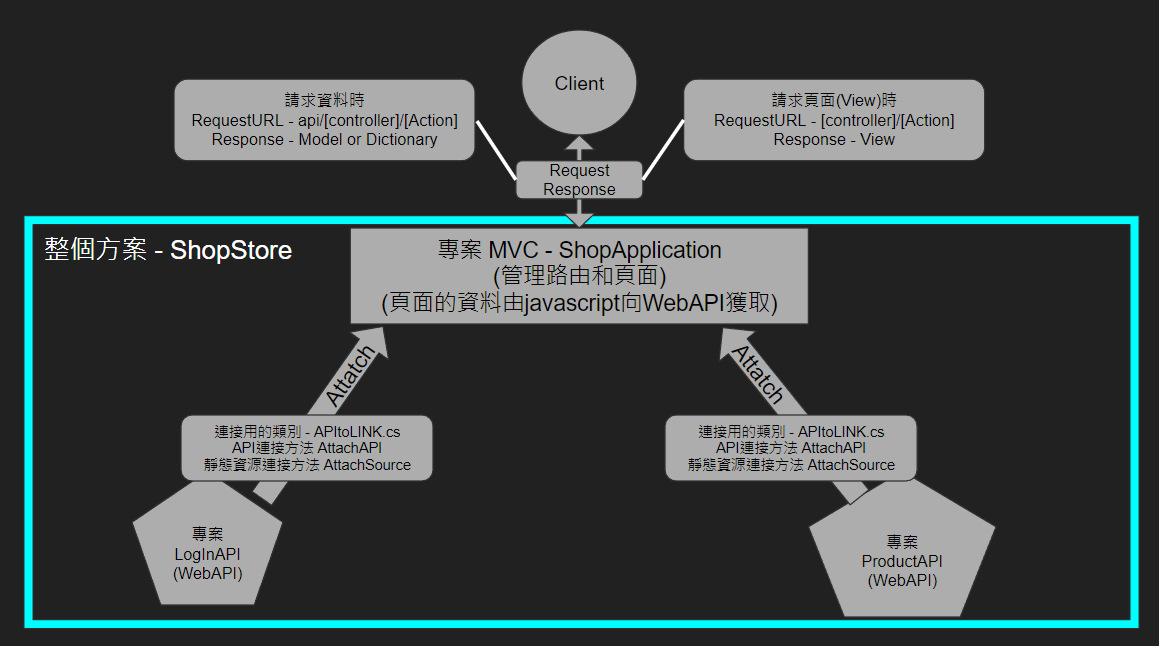 Client
請求資料時
RequestURL - api/[controller]/[Action]
Response - Model or Dictionary
請求頁面(View)時
RequestURL - [controller]/[Action]
Response - View
Request
Response
整個方案 - ShopStore
專案 MVC - ShopApplication
(管理路由和頁面)
(頁面的資料由javascript向WebAPI獲取)
Attatch
Attatch
連接用的類別 - APItoLINK.cs
API連接方法 AttachAPI
靜態資源連接方法 AttachSource
連接用的類別 - APItoLINK.cs
API連接方法 AttachAPI
靜態資源連接方法 AttachSource
專案
LogInAPI
(WebAPI)
專案
ProductAPI
(WebAPI)